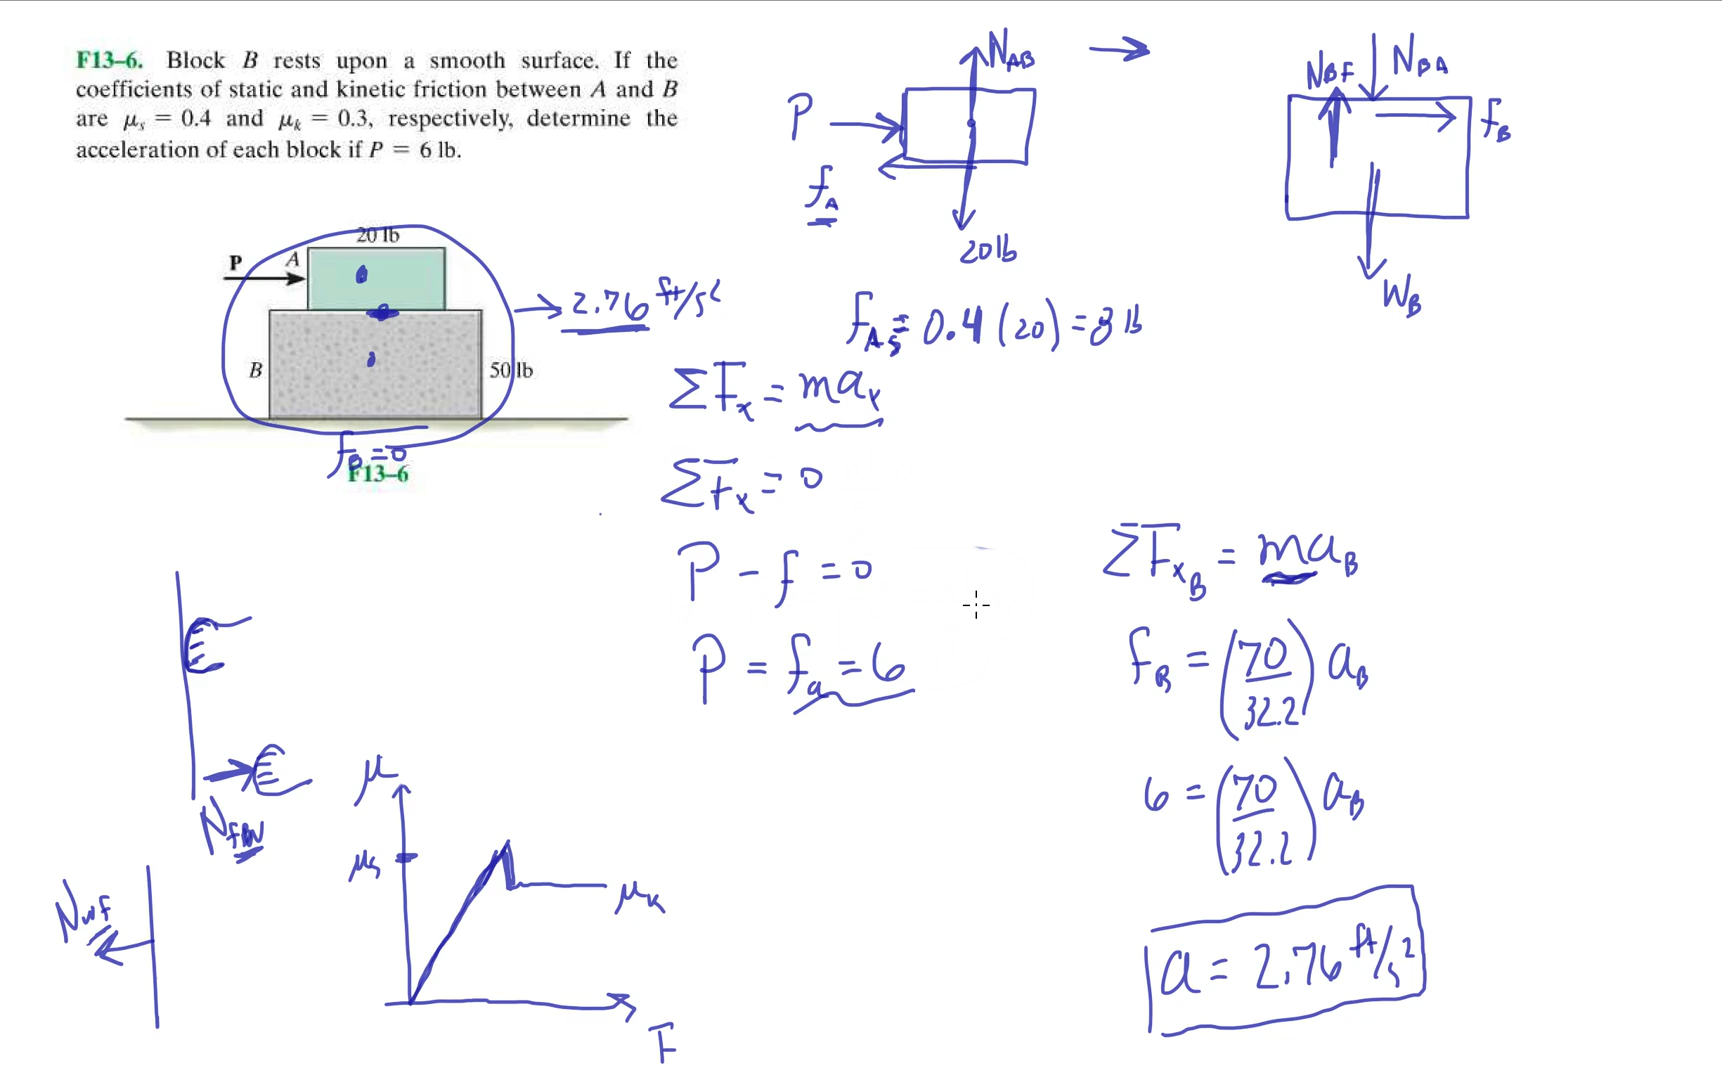 F13–6. Block B rests upon a smooth surface. If the
coefficients of static and kinetic friction between A and B
are μs = 0.4 and μk = 0.3, respectively, determine the
acceleration of each block if P = 6 lb.
20 lb
P
A
B
50 lb
→ 2.76 ft/s²
fB = 0
F13–6
NAB
P
fA
20 lb
NBF
NBA
fB
WB
fAs = 0.4 (20) = 8 lb
ΣFx = max
ΣFx = 0
P - f = 0
P = fa = 6
ΣFxB = maB
fB = (70/32.2) aB
6 = (70/32.2) aB
a = 2.76 ft/s²
μ
μs
μk
F
Nwf